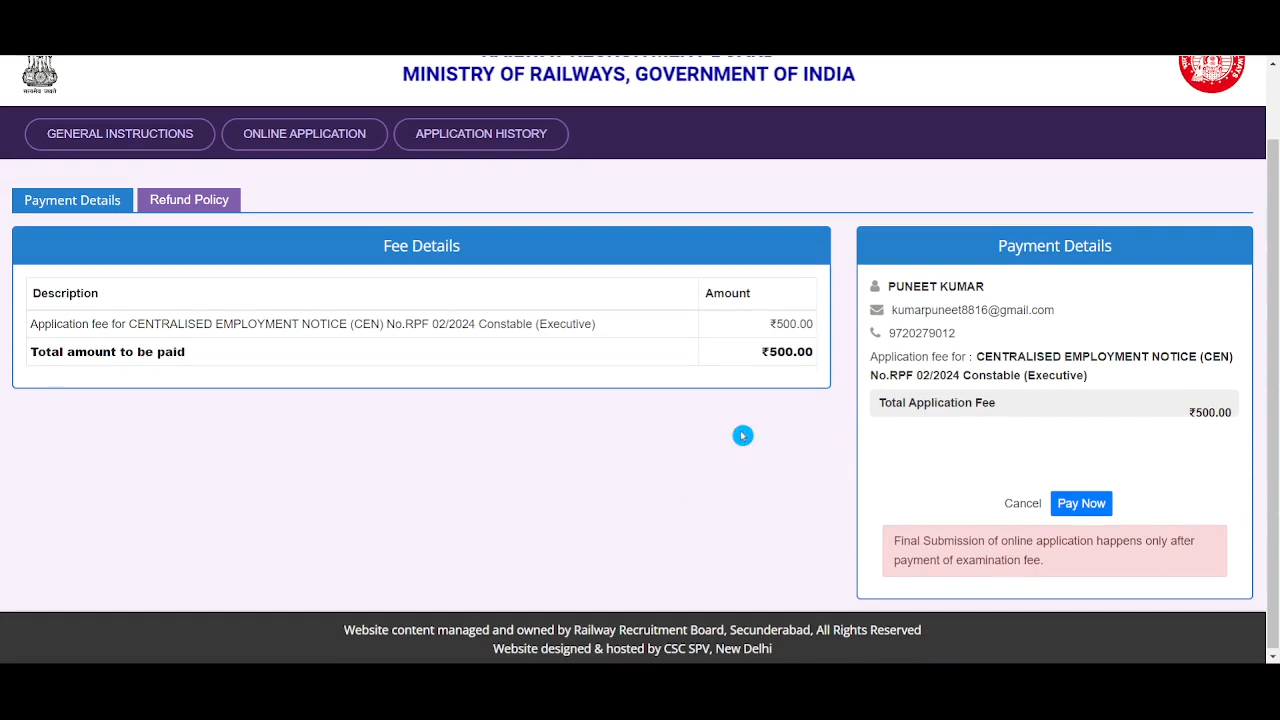 MINISTRY OF RAILWAYS, GOVERNMENT OF INDIA
सत्यमेव जयते
GENERAL INSTRUCTIONS
ONLINE APPLICATION
APPLICATION HISTORY
Payment Details
Refund Policy
Fee Details
Description Amount
Application fee for CENTRALISED EMPLOYMENT NOTICE (CEN) No.RPF 02/2024 Constable (Executive) ₹500.00
Total amount to be paid ₹500.00
Payment Details
PUNEET KUMAR
kumarpuneet8816@gmail.com
9720279012
Application fee for : CENTRALISED EMPLOYMENT NOTICE (CEN)
No.RPF 02/2024 Constable (Executive)
Total Application Fee
₹500.00
Cancel Pay Now
Final Submission of online application happens only after
payment of examination fee.
Website content managed and owned by Railway Recruitment Board, Secunderabad, All Rights Reserved
Website designed & hosted by CSC SPV, New Delhi